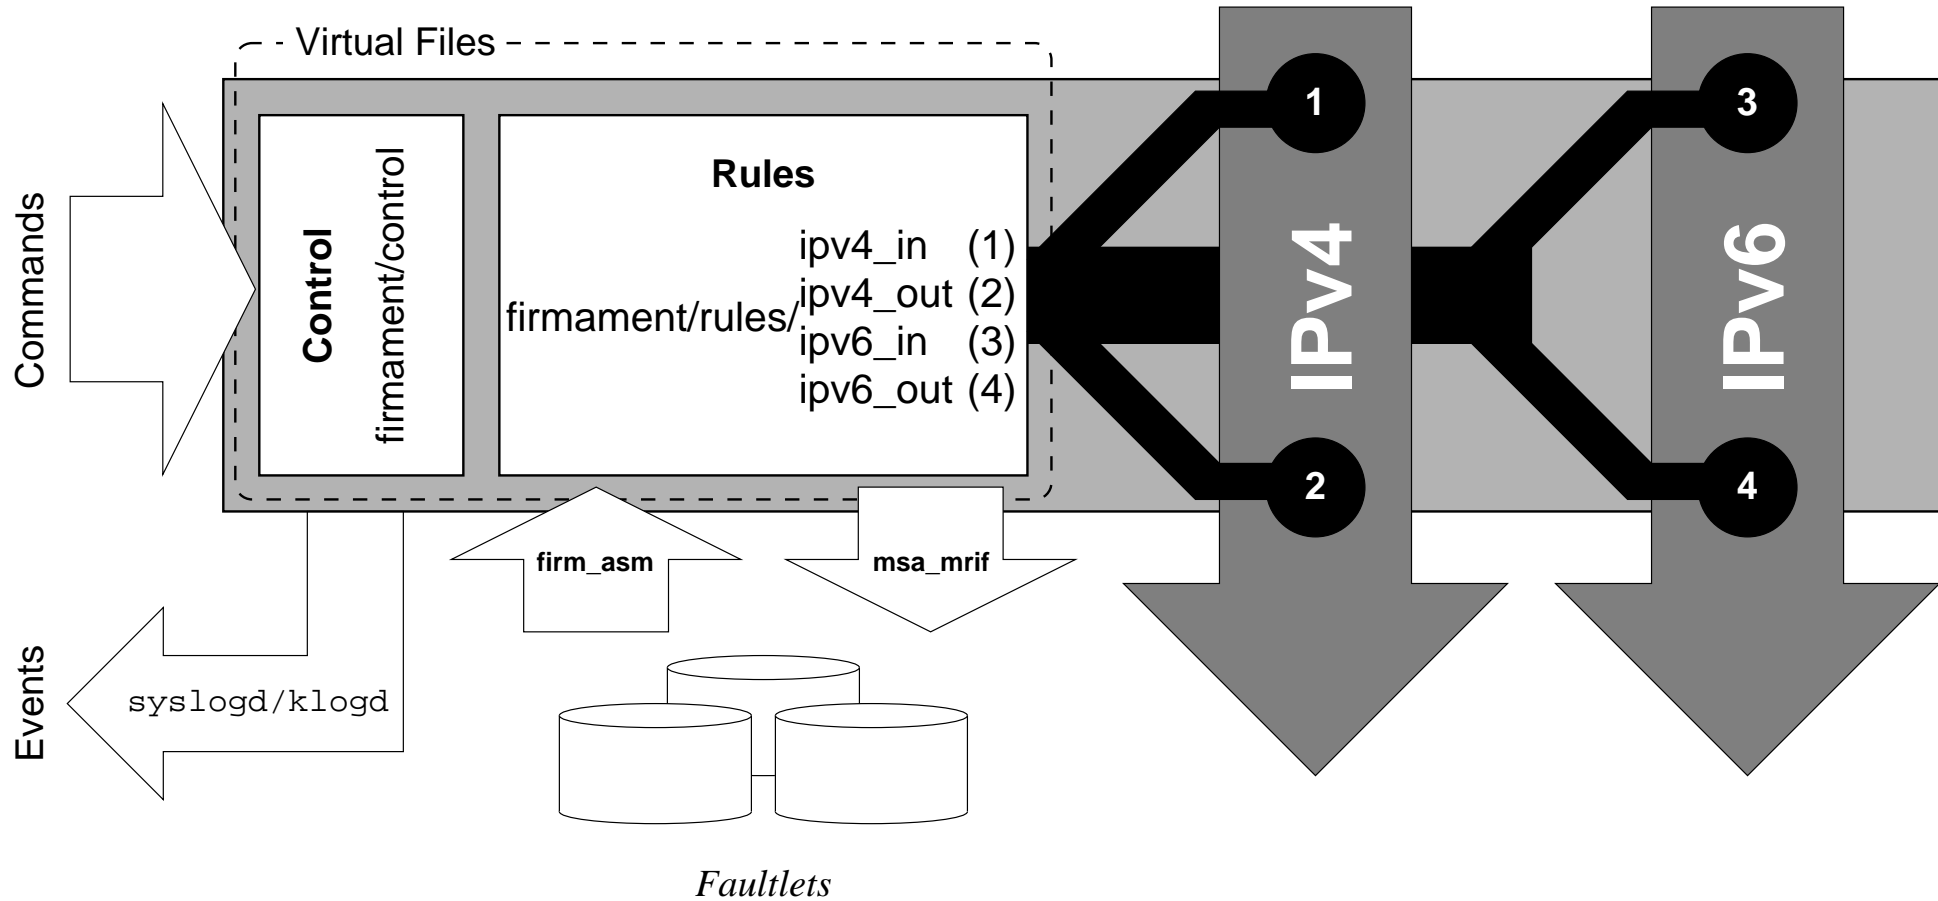 Virtual Files
Commands
Control
firmament/control
Rules
firmament/rules/
ipv4_in (1)
ipv4_out (2)
ipv6_in (3)
ipv6_out (4)
1
2
IPv4
3
4
IPv6
firm_asm
msa_mrif
Events
syslogd/klogd
Faultlets